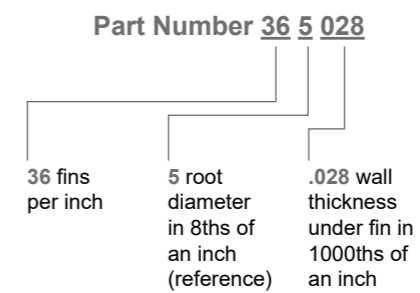 Part Number 36 5 028
36 fins
per inch
5 root
diameter
in 8ths of
an inch
(reference)
.028 wall
thickness
under fin in
1000ths of
an inch